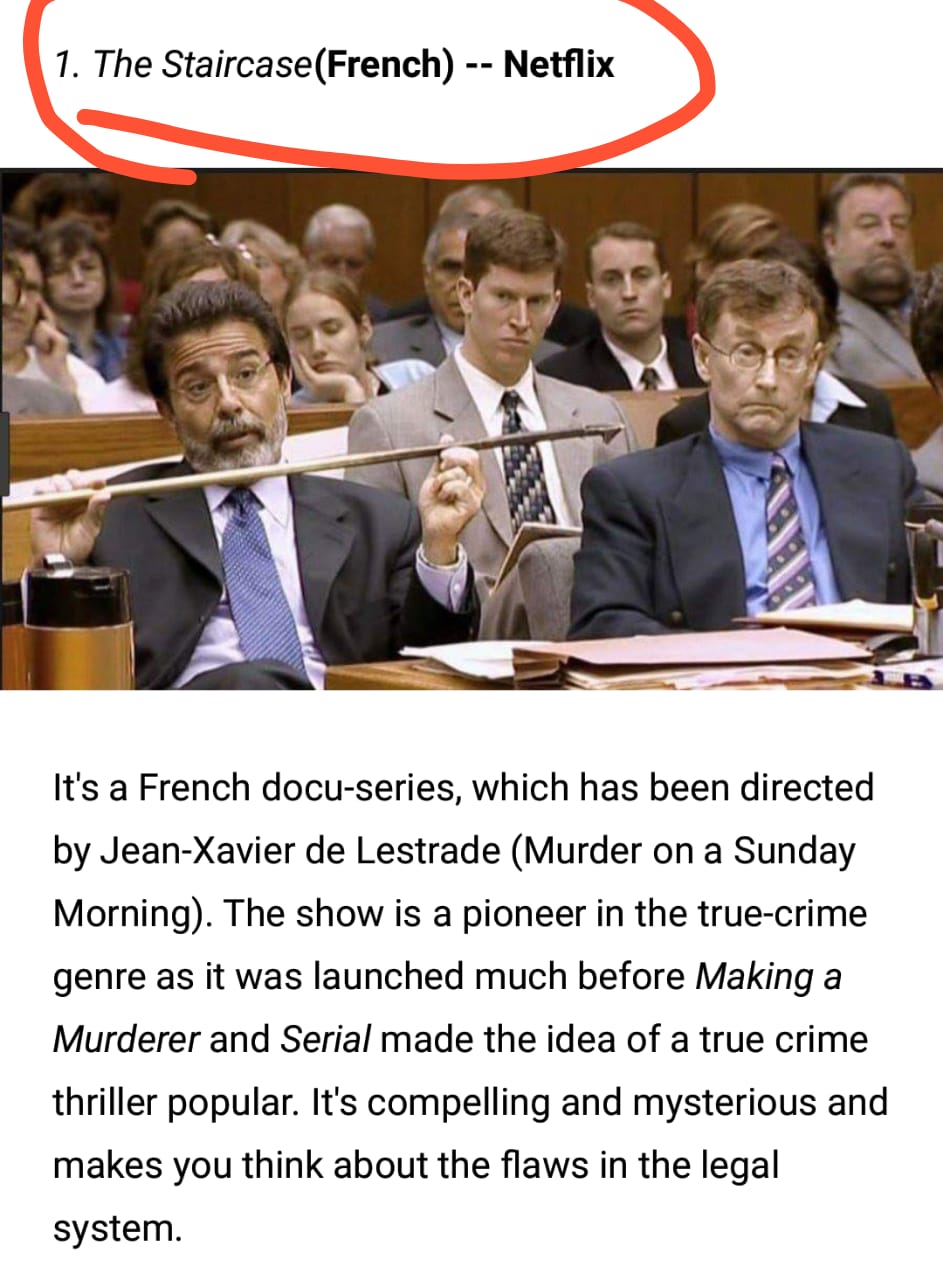 1. The Staircase(French) -- Netflix
It's a French docu-series, which has been directed
by Jean-Xavier de Lestrade (Murder on a Sunday
Morning). The show is a pioneer in the true-crime
genre as it was launched much before Making a
Murderer and Serial made the idea of a true crime
thriller popular. It's compelling and mysterious and
makes you think about the flaws in the legal
system.